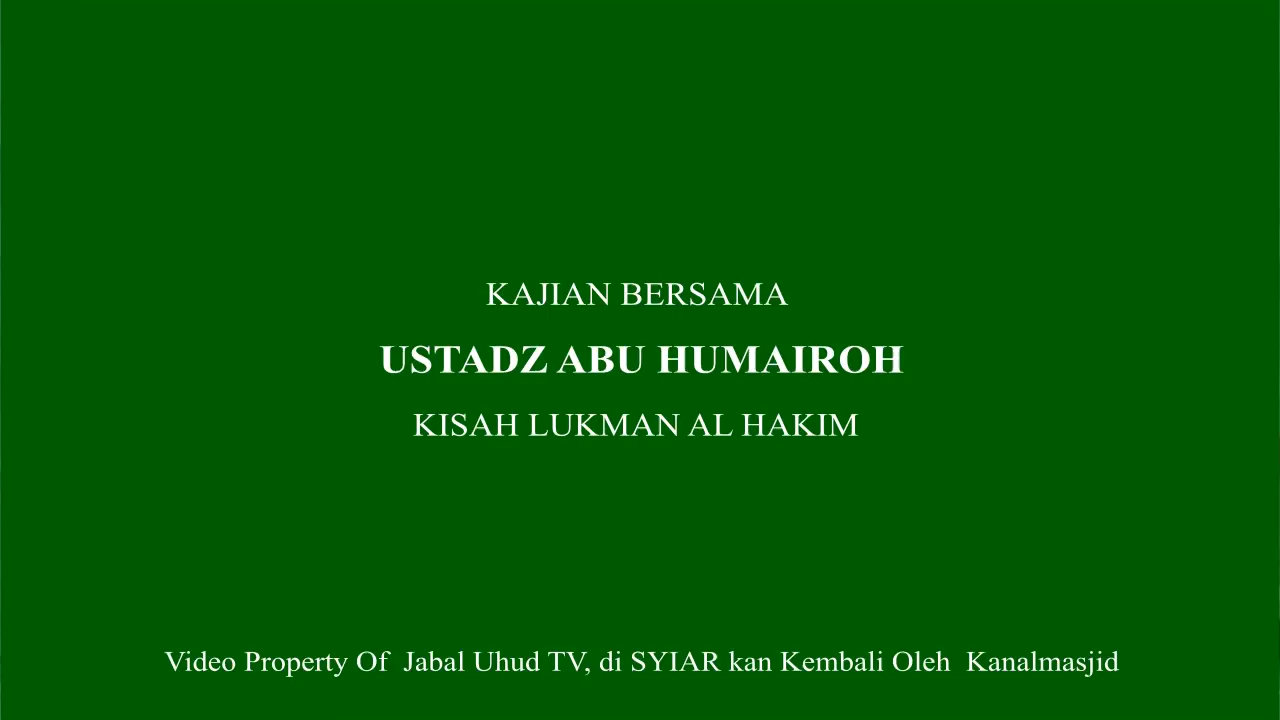 KAJIAN BERSAMA
USTADZ ABU HUMAIROH
KISAH LUKMAN AL HAKIM
Video Property Of  Jabal Uhud TV, di SYIAR kan Kembali Oleh  Kanalmasjid